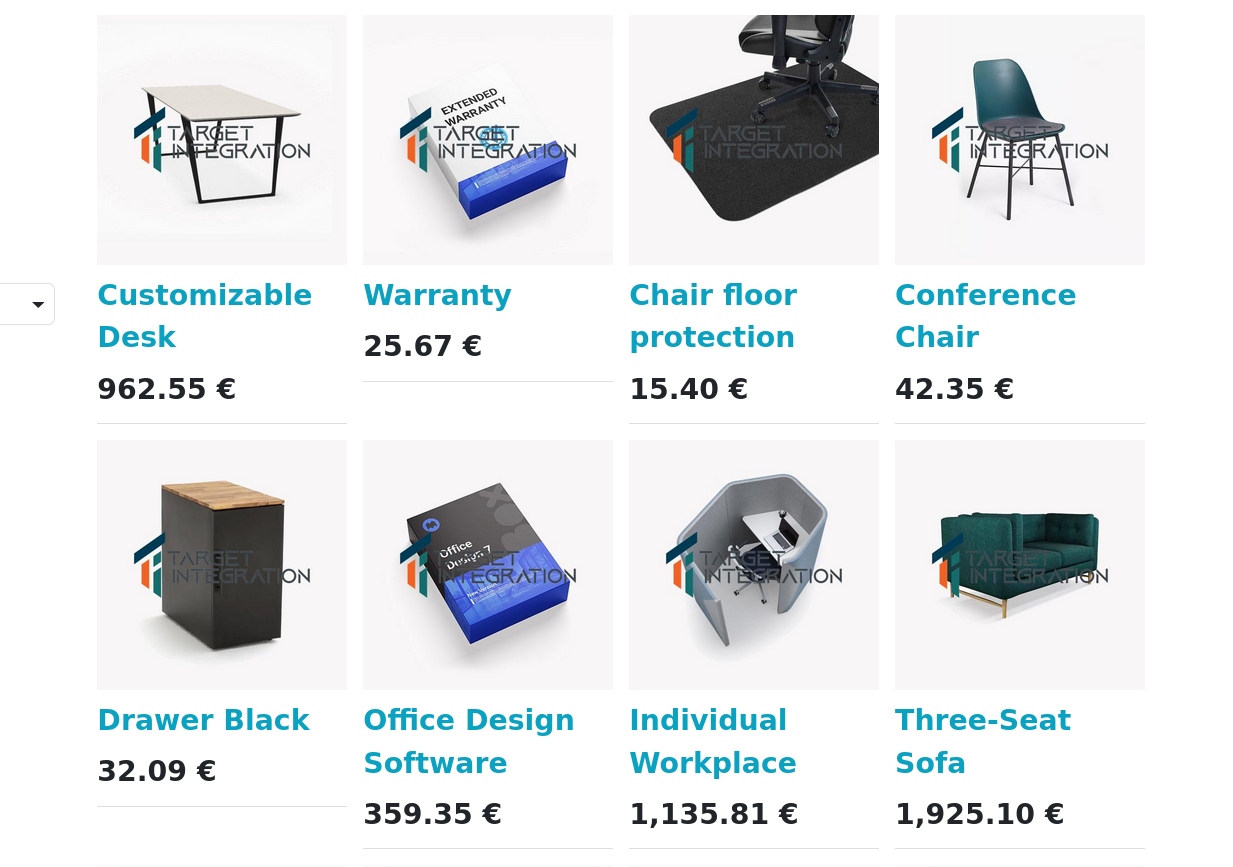 TARGET
INTEGRATION
EXTENDED
WARRANTY
TARGET
INTEGRATION
TARGET
INTEGRATION
TARGET
INTEGRATION
Customizable
Desk
962.55 €
Warranty
25.67 €
Chair floor
protection
15.40 €
Conference
Chair
42.35 €
TARGET
INTEGRATION
Office
Design 7
TARGET
INTEGRATION
New Version
TARGET
INTEGRATION
TARGET
INTEGRATION
Drawer Black
32.09 €
Office Design
Software
359.35 €
Individual
Workplace
1,135.81 €
Three-Seat
Sofa
1,925.10 €